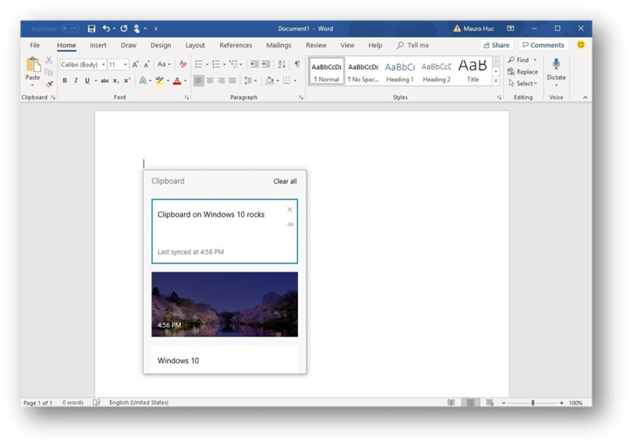 AutoSave Off Document1 - Word Mauro Huc
File Home Insert Draw Design Layout References Mailings Review View Help Tell me Share Comments
Paste
Calibri (Body) 11 A A Aa
B I U abc X₂ X² A A
AaBbCcDc AaBbCcDc AaBbCc AaBbCcE AaB
¶ Normal ¶ No Spac... Heading 1 Heading 2 Title
Find
Replace
Select
Dictate
Clipboard Font Paragraph Styles Editing Voice
Clipboard Clear all
Clipboard on Windows 10 rocks
Last synced at 4:56 PM
4:56 PM
Windows 10
Page 1 of 1 0 words English (United States) 100%